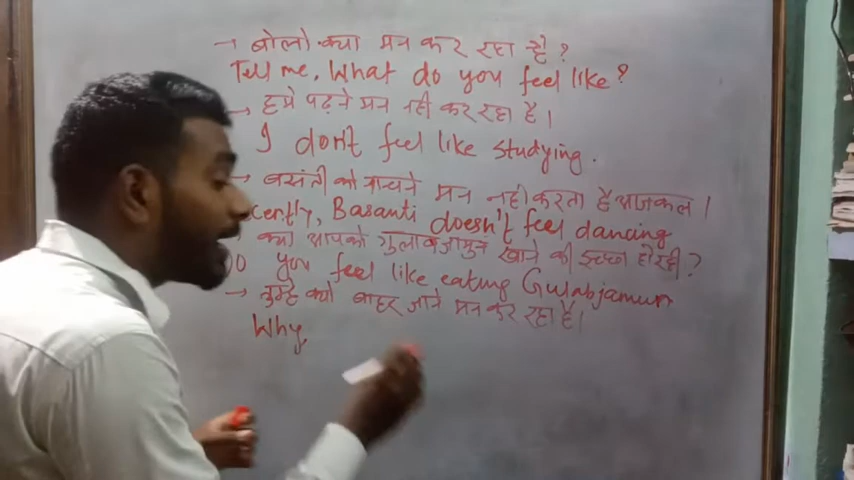 → बोलो क्या मन कर रहा है?
Tell me, What do you feel like?
→ हमे पढ़ने मन नही कर रहा है।
I don't feel like studying.
→ बसंती को नाचने मन नही करता है आजकल।
cently, Basanti doesn't feel dancing
क्या आपको गुलाबजामुन खाने की इच्छा हो रही?
Do you feel like eating Gulabjamun
→ तुम्हे क्यों बाहर जाने मन कर रहा है।
Why,